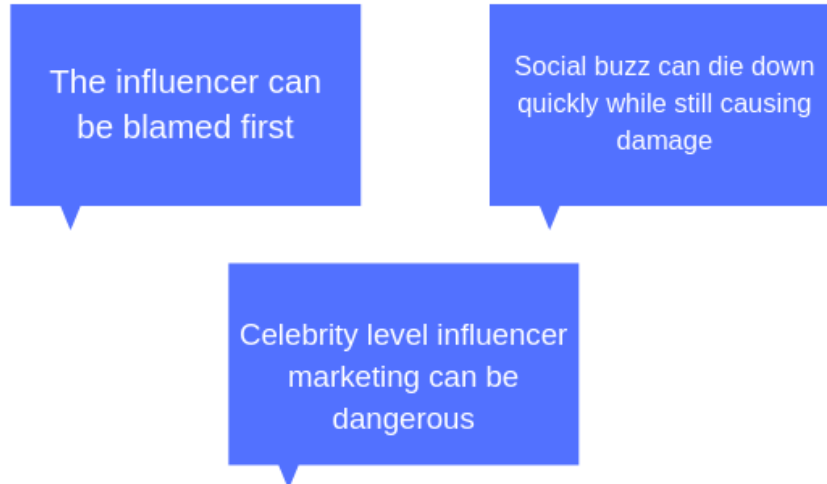 The influencer can
be blamed first
Social buzz can die down
quickly while still causing
damage
Celebrity level influencer
marketing can be
dangerous